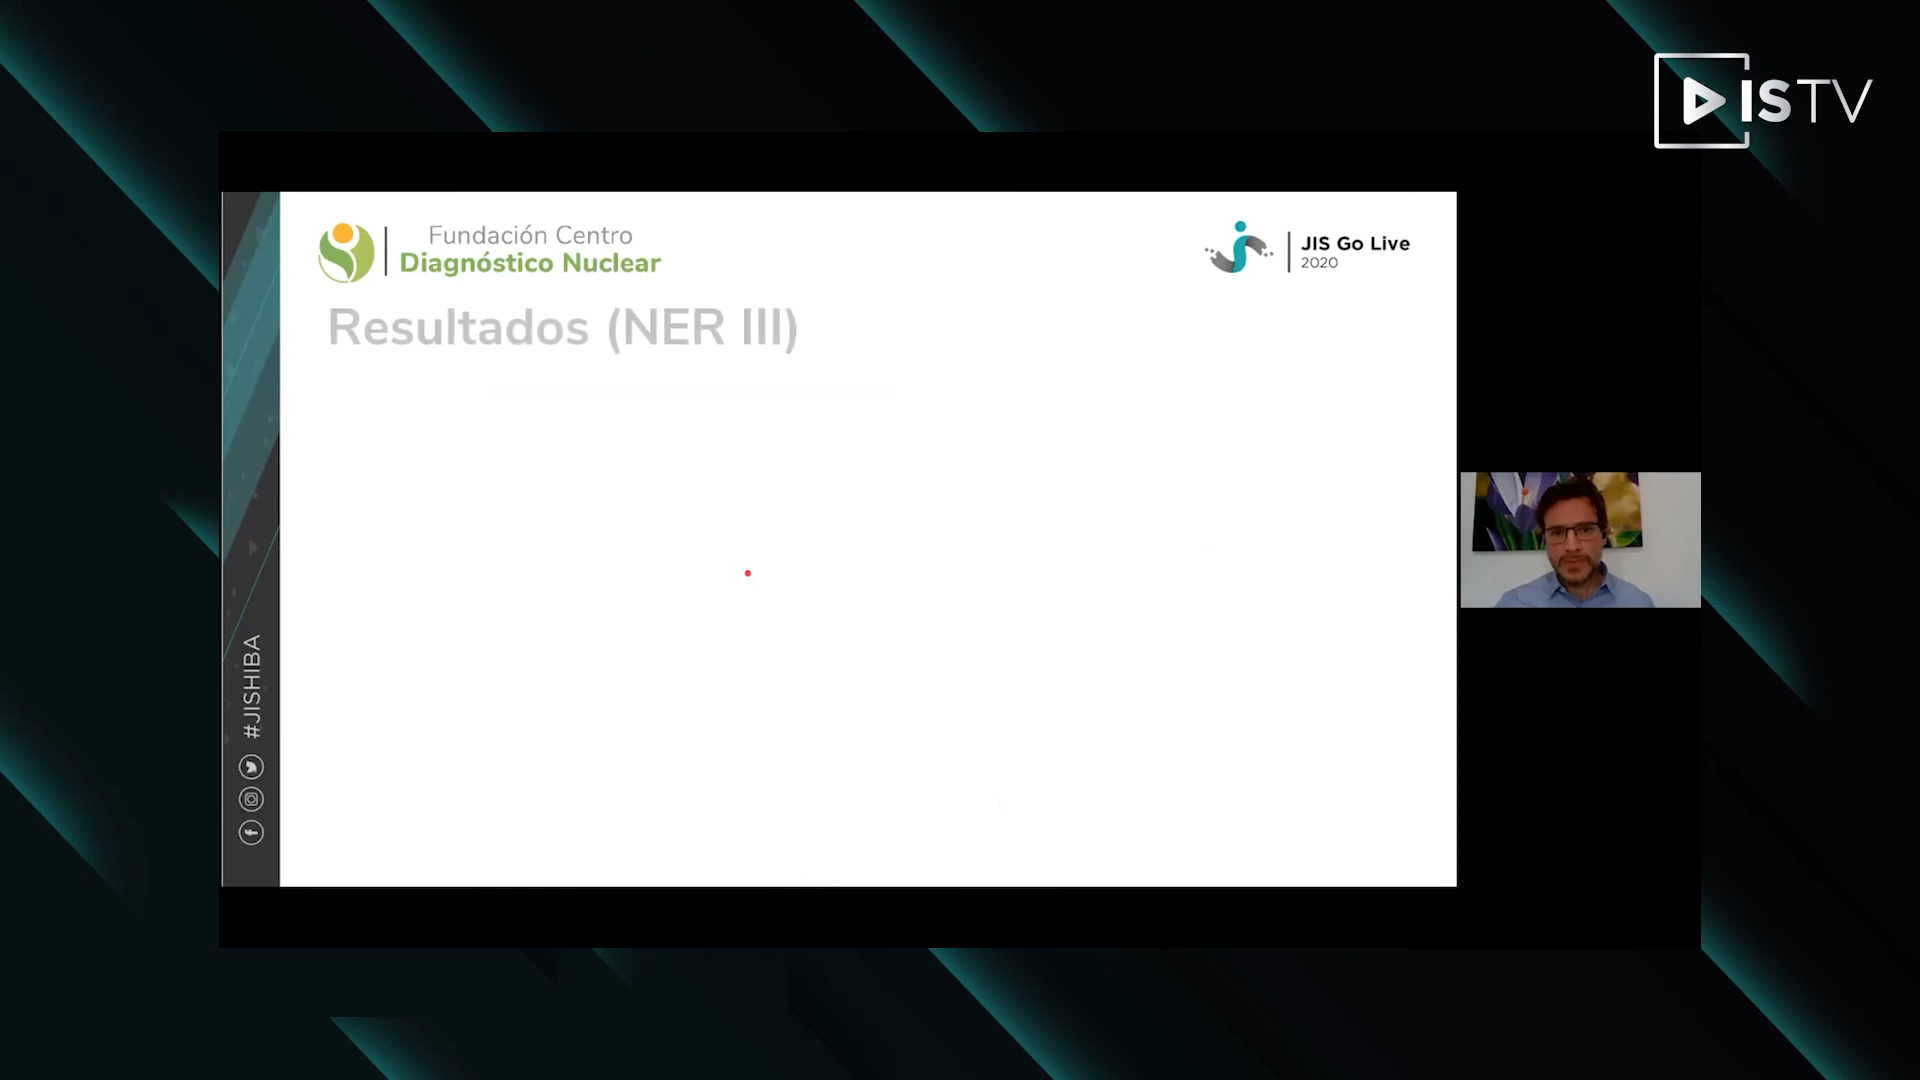 ISTV
Fundación Centro
Diagnóstico Nuclear
JIS Go Live
2020
Resultados (NER III)
#JISHIBA